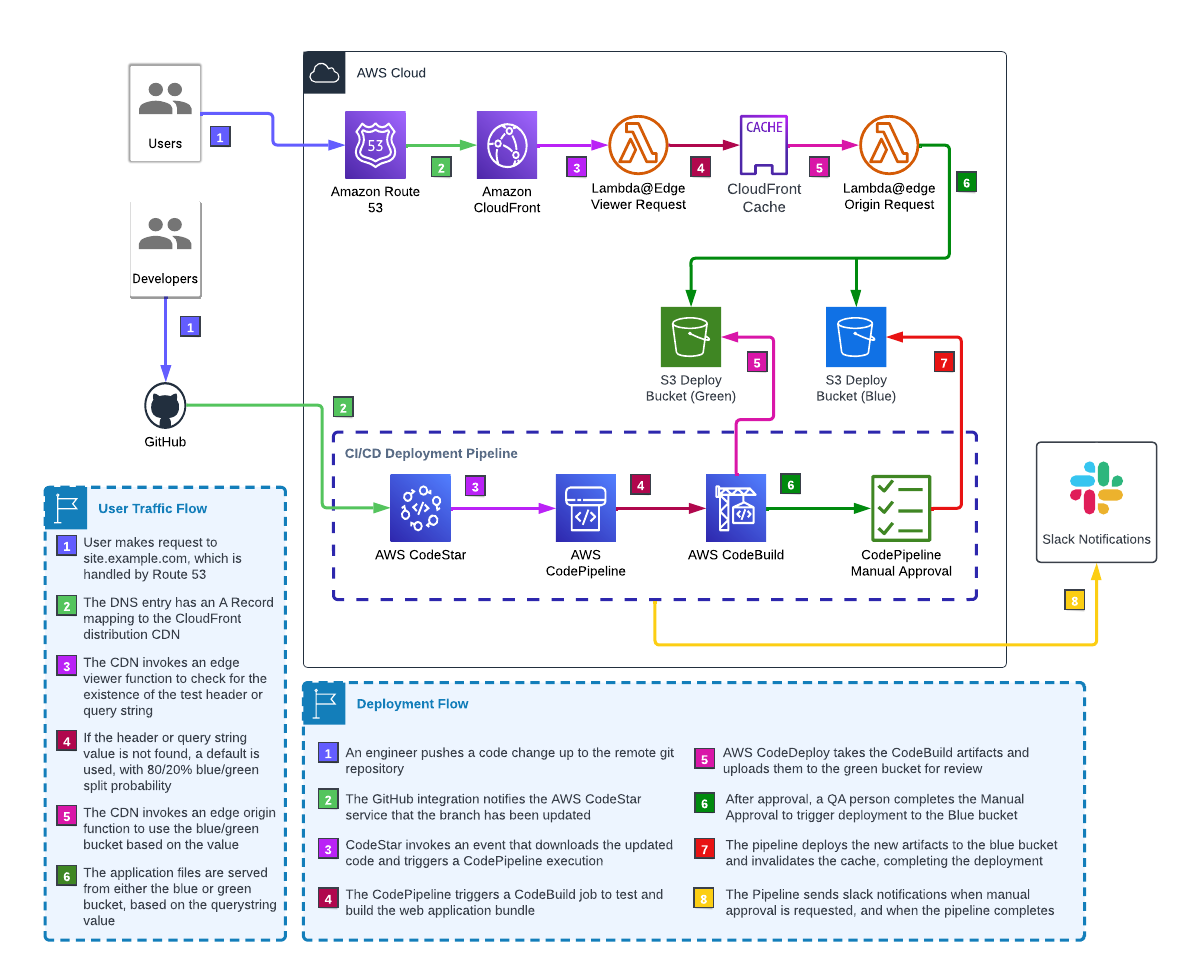 AWS Cloud
Users
1
53
Amazon Route
53
2
Amazon
CloudFront
3
Lambda@Edge
Viewer Request
4
CACHE
CloudFront
Cache
5
Lambda@edge
Origin Request
6
Developers
1
GitHub
2
S3 Deploy
Bucket (Green)
5
S3 Deploy
Bucket (Blue)
7
CI/CD Deployment Pipeline
AWS CodeStar
3
AWS
CodePipeline
4
AWS CodeBuild
6
CodePipeline
Manual Approval
Slack Notifications
8
User Traffic Flow
1 User makes request to
site.example.com, which is
handled by Route 53
2 The DNS entry has an A Record
mapping to the CloudFront
distribution CDN
3 The CDN invokes an edge
viewer function to check for the
existence of the test header or
query string
4 If the header or query string
value is not found, a default is
used, with 80/20% blue/green
split probability
5 The CDN invokes an edge origin
function to use the blue/green
bucket based on the value
6 The application files are served
from either the blue or green
bucket, based on the querystring
value
Deployment Flow
1 An engineer pushes a code change up to the remote git
repository
2 The GitHub integration notifies the AWS CodeStar
service that the branch has been updated
3 CodeStar invokes an event that downloads the updated
code and triggers a CodePipeline execution
4 The CodePipeline triggers a CodeBuild job to test and
build the web application bundle
5 AWS CodeDeploy takes the CodeBuild artifacts and
uploads them to the green bucket for review
6 After approval, a QA person completes the Manual
Approval to trigger deployment to the Blue bucket
7 The pipeline deploys the new artifacts to the blue bucket
and invalidates the cache, completing the deployment
8 The Pipeline sends slack notifications when manual
approval is requested, and when the pipeline completes